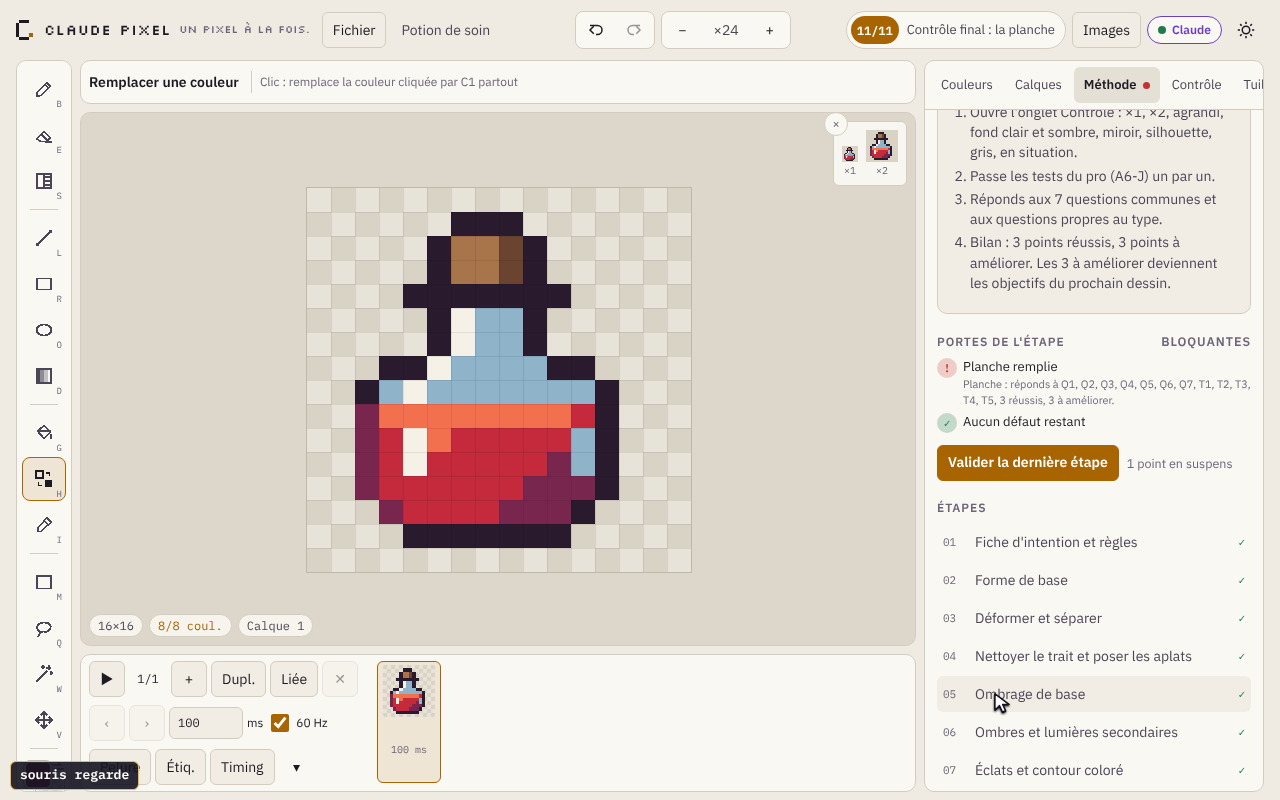 CLAUDE PIXEL UN PIXEL À LA FOIS. Fichier Potion de soin − ×24 + 11/11 Contrôle final : la planche Images Claude
B
E
S
L
R
O
D
G
H
I
M
Q
W
V
Remplacer une couleur Clic : remplace la couleur cliquée par C1 partout
×
×1 ×2
16×16 8/8 coul. Calque 1
1/1 + Dupl. Liée ✕
‹ › 100 ms 60 Hz
Étiq. Timing ▼
100 ms
souris regarde
Couleurs Calques Méthode Contrôle Tuil
1. Ouvre l'onglet Contrôle : ×1, ×2, agrandi,
fond clair et sombre, miroir, silhouette,
gris, en situation.
2. Passe les tests du pro (A6-J) un par un.
3. Réponds aux 7 questions communes et
aux questions propres au type.
4. Bilan : 3 points réussis, 3 points à
améliorer. Les 3 à améliorer deviennent
les objectifs du prochain dessin.
PORTES DE L'ÉTAPE BLOQUANTES
! Planche remplie
Planche : réponds à Q1, Q2, Q3, Q4, Q5, Q6, Q7, T1, T2, T3,
T4, T5, 3 réussis, 3 à améliorer.
✓ Aucun défaut restant
Valider la dernière étape 1 point en suspens
ÉTAPES
01 Fiche d'intention et règles ✓
02 Forme de base ✓
03 Déformer et séparer ✓
04 Nettoyer le trait et poser les aplats ✓
05 Ombrage de base ✓
06 Ombres et lumières secondaires ✓
07 Éclats et contour coloré ✓